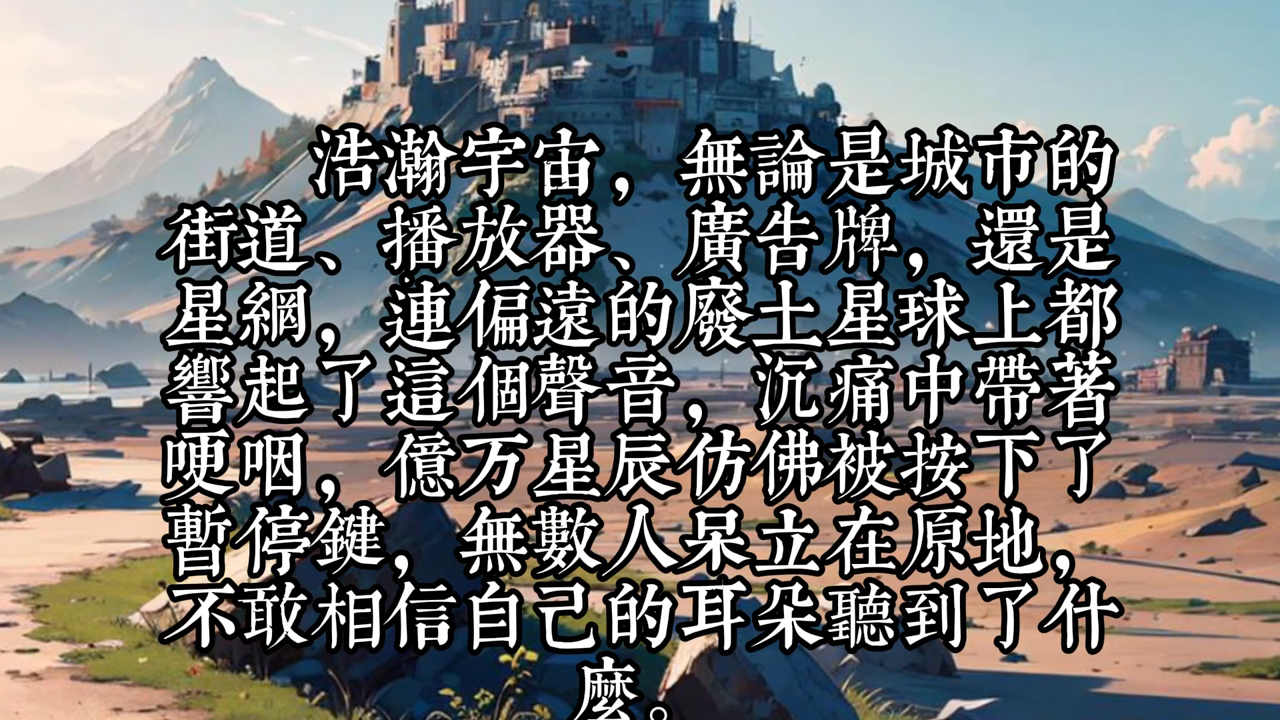 浩瀚宇宙，無論是城市的
街道、播放器、廣告牌，還是
星網，連偏遠的廢土星球上都
響起了這個聲音，沉痛中帶著
哽咽，億万星辰仿佛被按下了
暫停鍵，無數人呆立在原地，
不敢相信自己的耳朵聽到了什
麼。